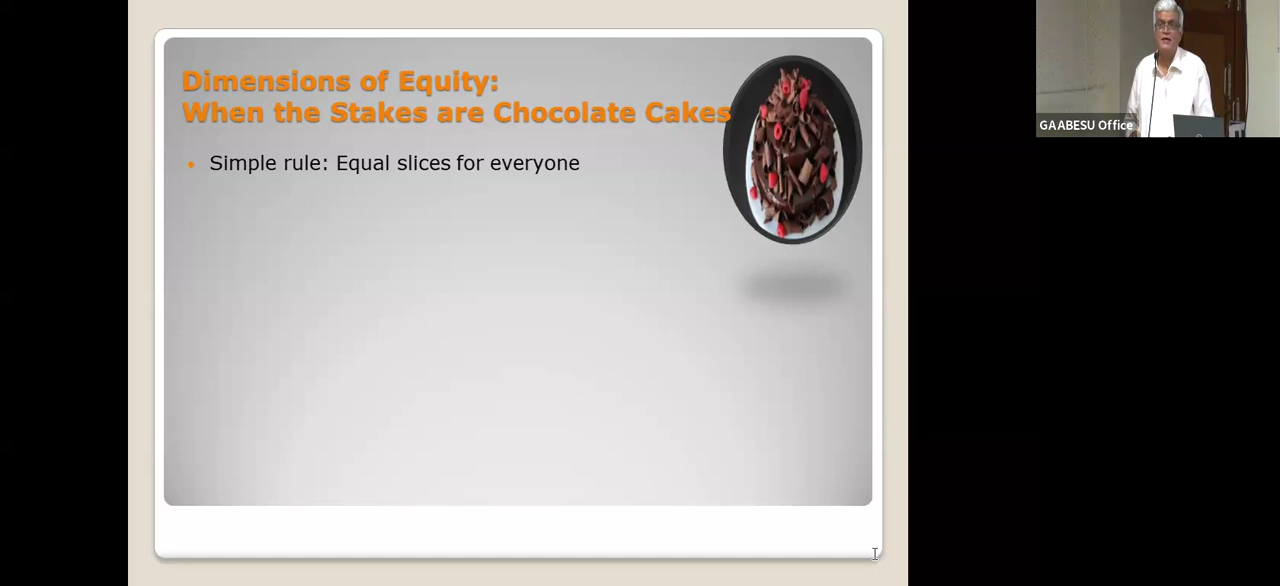 Dimensions of Equity:
When the Stakes are Chocolate Cakes
Simple rule: Equal slices for everyone
GAABESU Office